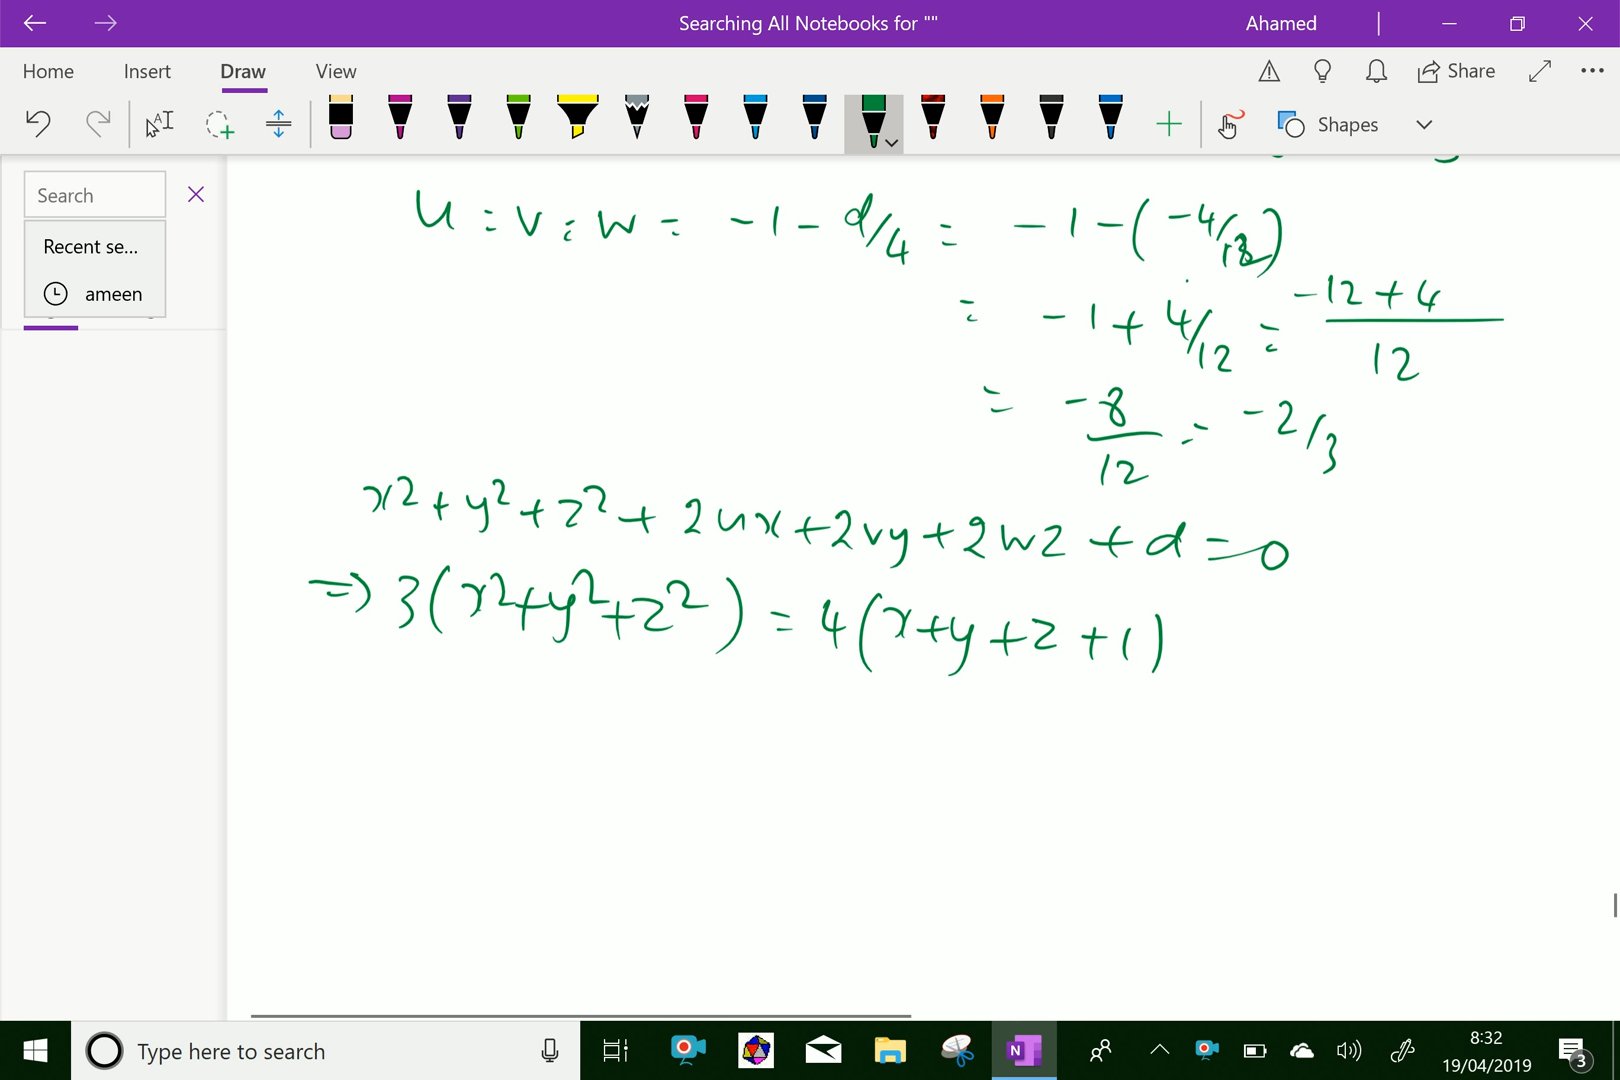 Searching All Notebooks for ""
Ahamed
Home Insert Draw View
Share
Shapes
Search
Recent se...
ameen
u = v = w = -1 - d/4 = -1 - (-4/12)
= -1 + 4/12 = -12 + 4 / 12
= -8/12 = -2/3
x² + y² + z² + 2ux + 2vy + 2wz + d = 0
⇒ 3(x² + y² + z²) = 4(x + y + z + 1)
Type here to search
N
8:32
19/04/2019
3